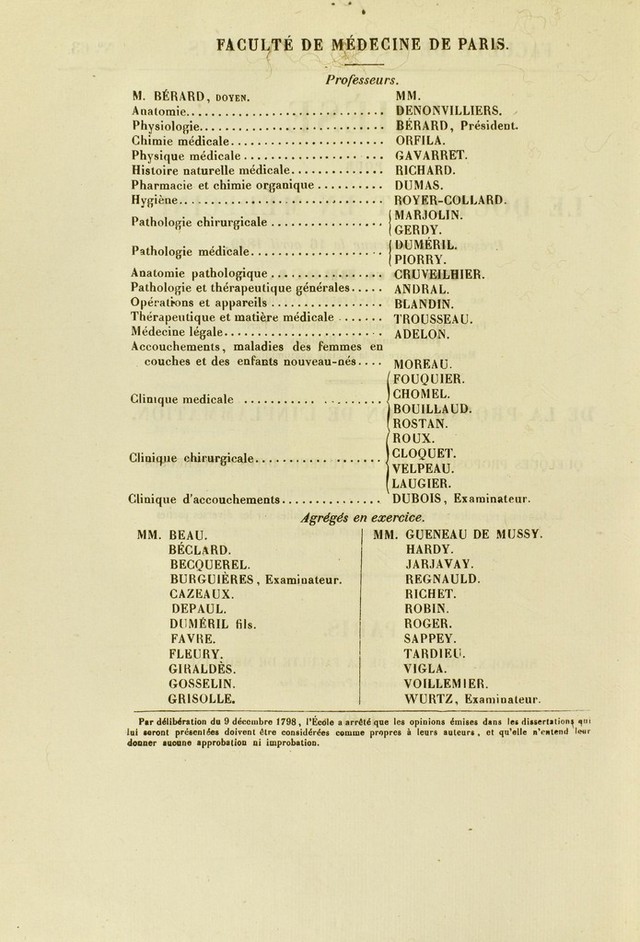 FACULTÉ DE MÉDECINE DE PARIS.
Professeurs.
M. BÉRARD, DOYEN. MM.
Anatomie........................... DENONVILLIERS.
Physiologie......................... BÉRARD, Président.
Chimie médicale...................... ORFILA.
Physique médicale................... GAVARRET.
Histoire naturelle médicale............. RICHARD.
Pharmacie et chimie organique.......... DUMAS.
Hygiène............................ ROYER-COLLARD.
Pathologie chirurgicale................ { MARJOLIN.
{ GERDY.
Pathologie médicale................... { DUMÉRIL.
{ PIORRY.
Anatomie pathologique................ CRUVEILHIER.
Pathologie et thérapeutique générales..... ANDRAL.
Opérations et appareils................ BLANDIN.
Thérapeutique et matière médicale....... TROUSSEAU.
Médecine légale....................... ADELON.
Accouchements, maladies des femmes en
couches et des enfants nouveau-nés.... MOREAU.
Clinique medicale.................... { FOUQUIER.
CHOMEL.
BOUILLAUD.
ROSTAN.
Clinique chirurgicale.................. { ROUX.
CLOQUET.
VELPEAU.
LAUGIER.
Clinique d'accouchements.............. DUBOIS, Examinateur.
Agrégés en exercice.
MM. BEAU.
BÉCLARD.
BECQUEREL.
BURGUIÈRES, Examinateur.
CAZEAUX.
DEPAUL.
DUMÉRIL fils.
FAVRE.
FLEURY.
GIRALDÈS.
GOSSELIN.
GRISOLLE.
MM. GUENEAU DE MUSSY.
HARDY.
JARJAVAY.
REGNAULD.
RICHET.
ROBIN.
ROGER.
SAPPEY.
TARDIEU.
VIGLA.
VOILLEMIER.
WURTZ, Examinateur.
Par délibération du 9 décembre 1798, l'École a arrêté que les opinions émises dans les dissertations qui
lui seront présentées doivent être considérées comme propres à leurs auteurs, et qu'elle n'entend leur
donner aucune approbation ni improbation.